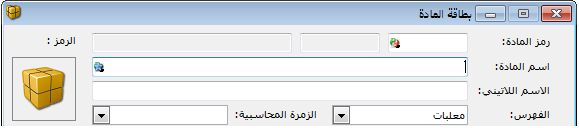 بطاقة المادة
رمز المادة: الرمز :
اسم المادة: أ
الاسم اللاتيني:
الفهرس: معلبات الزمرة المحاسبية: